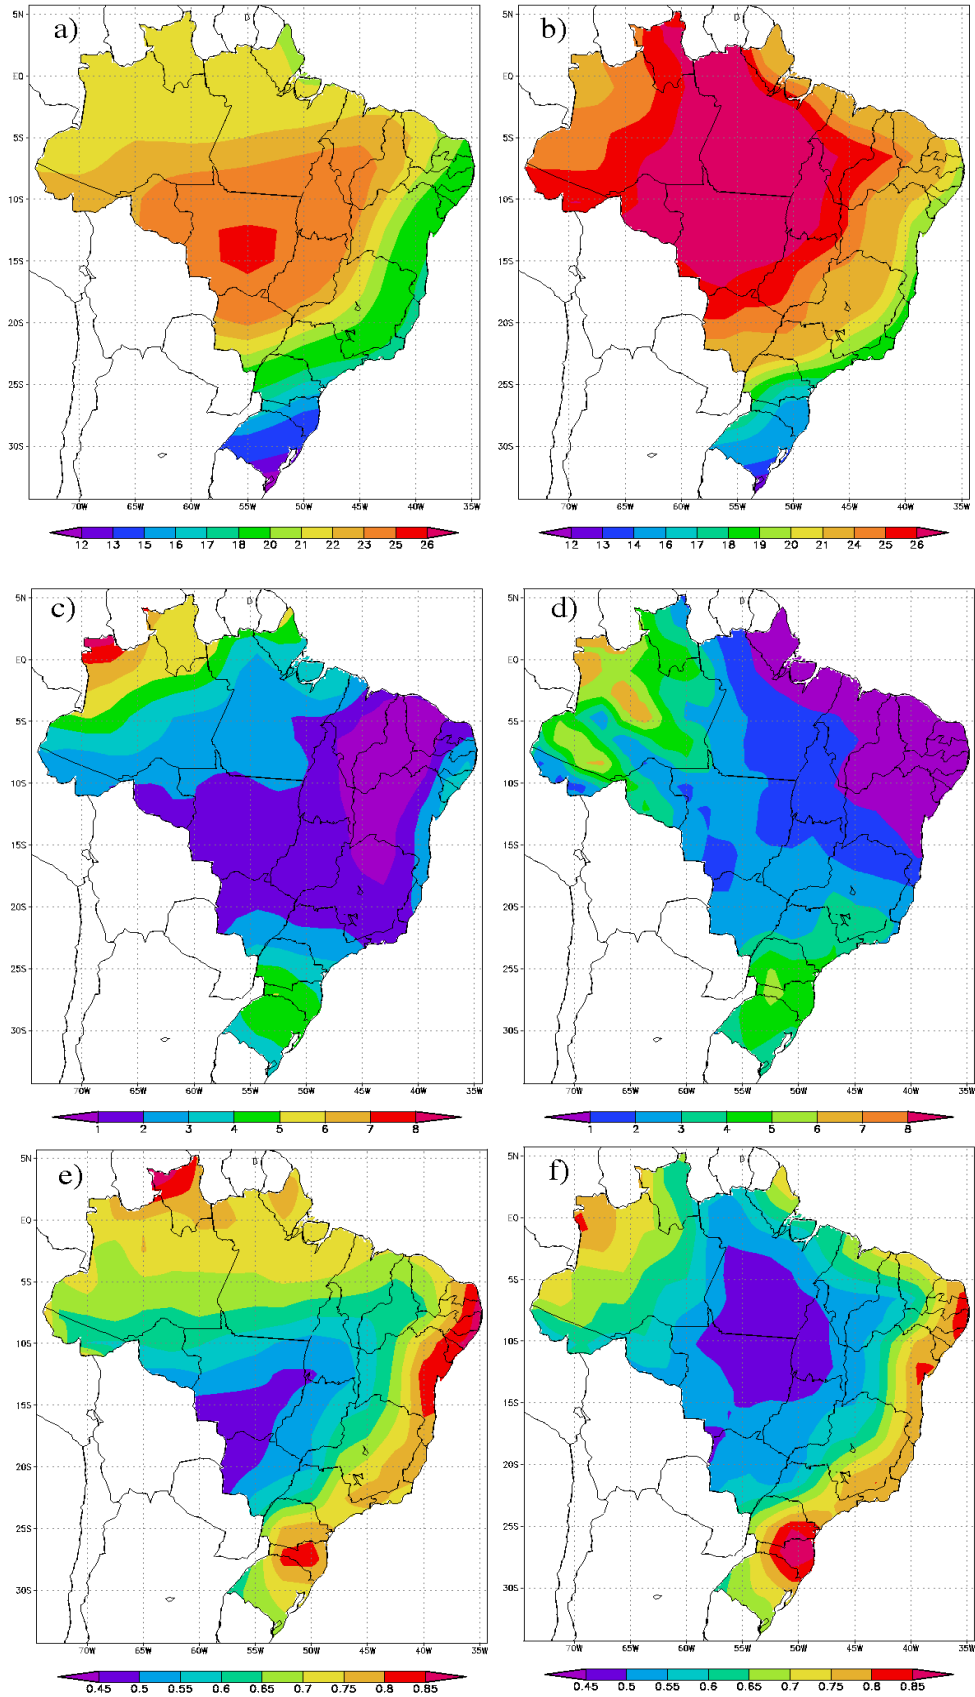 a)
5N
EQ
5S
10S
15S
20S
25S
30S
70W 65W 60W 55W 50W 45W 40W 35W
12 13 15 16 17 18 20 21 22 23 25 26
b)
5N
EQ
5S
10S
15S
20S
25S
30S
70W 65W 60W 55W 50W 45W 40W 35W
12 13 14 16 17 18 19 20 21 24 25 26
c)
5N
EQ
5S
10S
15S
20S
25S
30S
70W 65W 60W 55W 50W 45W 40W 35W
1 2 3 4 5 6 7 8
d)
5N
EQ
5S
10S
15S
20S
25S
30S
70W 65W 60W 55W 50W 45W 40W 35W
1 2 3 4 5 6 7 8
e)
5N
EQ
5S
10S
15S
20S
25S
30S
70W 65W 60W 55W 50W 45W 40W 35W
0.45 0.5 0.55 0.6 0.65 0.7 0.75 0.8 0.85
f)
5N
EQ
5S
10S
15S
20S
25S
30S
70W 65W 60W 55W 50W 45W 40W 35W
0.45 0.5 0.55 0.6 0.65 0.7 0.75 0.8 0.85